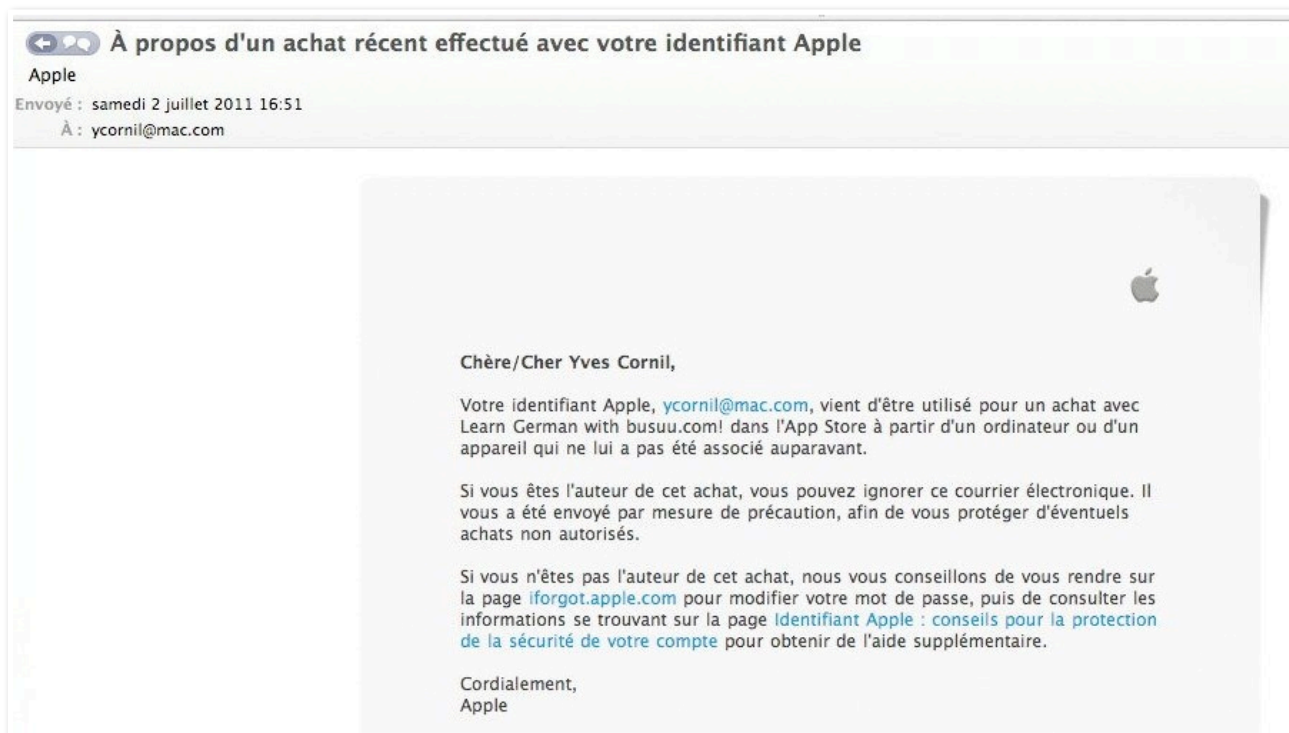 À propos d'un achat récent effectué avec votre identifiant Apple
Apple
Envoyé : samedi 2 juillet 2011 16:51
À : ycornil@mac.com
Chère/Cher Yves Cornil,
Votre identifiant Apple, ycornil@mac.com, vient d'être utilisé pour un achat avec
Learn German with busuu.com! dans l'App Store à partir d'un ordinateur ou d'un
appareil qui ne lui a pas été associé auparavant.
Si vous êtes l'auteur de cet achat, vous pouvez ignorer ce courrier électronique. Il
vous a été envoyé par mesure de précaution, afin de vous protéger d'éventuels
achats non autorisés.
Si vous n'êtes pas l'auteur de cet achat, nous vous conseillons de vous rendre sur
la page iforgot.apple.com pour modifier votre mot de passe, puis de consulter les
informations se trouvant sur la page Identifiant Apple : conseils pour la protection
de la sécurité de votre compte pour obtenir de l'aide supplémentaire.
Cordialement,
Apple